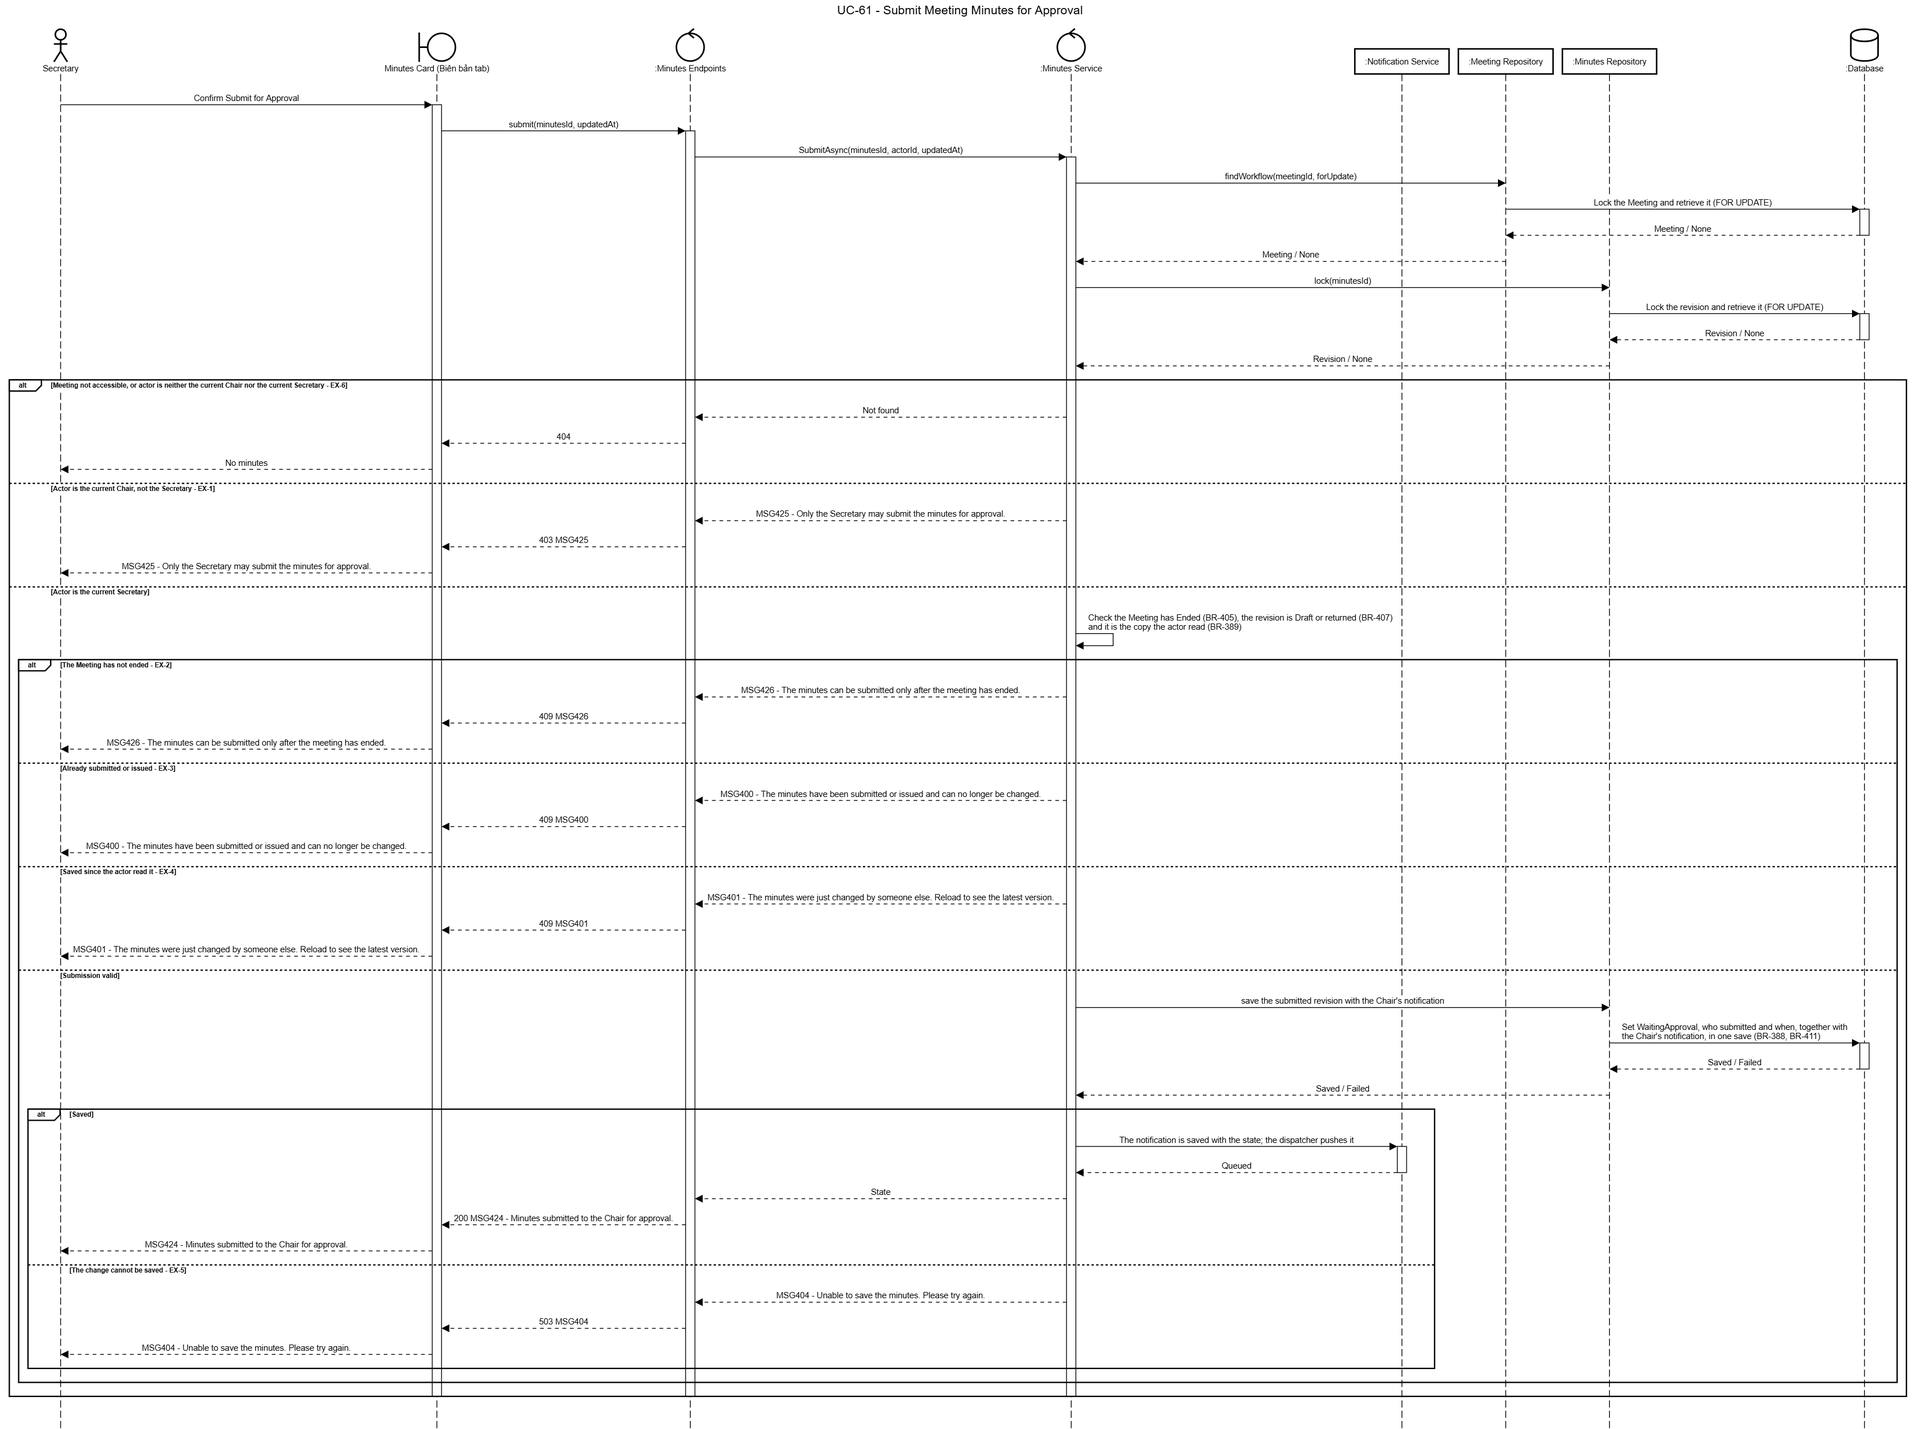 UC-61 - Submit Meeting Minutes for Approval
Secretary
Minutes Card (Biên bản tab)
:Minutes Endpoints
:Minutes Service
:Notification Service
:Meeting Repository
:Minutes Repository
:Database
Confirm Submit for Approval
submit(minutesId, updatedAt)
SubmitAsync(minutesId, actorId, updatedAt)
findWorkflow(meetingId, forUpdate)
Lock the Meeting and retrieve it (FOR UPDATE)
Meeting / None
Meeting / None
lock(minutesId)
Lock the revision and retrieve it (FOR UPDATE)
Revision / None
Revision / None
alt
[Meeting not accessible, or actor is neither the current Chair nor the current Secretary - EX-6]
Not found
404
No minutes
[Actor is the current Chair, not the Secretary - EX-1]
MSG425 - Only the Secretary may submit the minutes for approval.
403 MSG425
MSG425 - Only the Secretary may submit the minutes for approval.
[Actor is the current Secretary]
Check the Meeting has Ended (BR-405), the revision is Draft or returned (BR-407)
and it is the copy the actor read (BR-389)
alt
[The Meeting has not ended - EX-2]
MSG426 - The minutes can be submitted only after the meeting has ended.
409 MSG426
MSG426 - The minutes can be submitted only after the meeting has ended.
[Already submitted or issued - EX-3]
MSG400 - The minutes have been submitted or issued and can no longer be changed.
409 MSG400
MSG400 - The minutes have been submitted or issued and can no longer be changed.
[Saved since the actor read it - EX-4]
MSG401 - The minutes were just changed by someone else. Reload to see the latest version.
409 MSG401
MSG401 - The minutes were just changed by someone else. Reload to see the latest version.
[Submission valid]
save the submitted revision with the Chair's notification
Set WaitingApproval, who submitted and when, together with
the Chair's notification, in one save (BR-388, BR-411)
Saved / Failed
Saved / Failed
alt
[Saved]
The notification is saved with the state; the dispatcher pushes it
Queued
State
200 MSG424 - Minutes submitted to the Chair for approval.
MSG424 - Minutes submitted to the Chair for approval.
[The change cannot be saved - EX-5]
MSG404 - Unable to save the minutes. Please try again.
503 MSG404
MSG404 - Unable to save the minutes. Please try again.